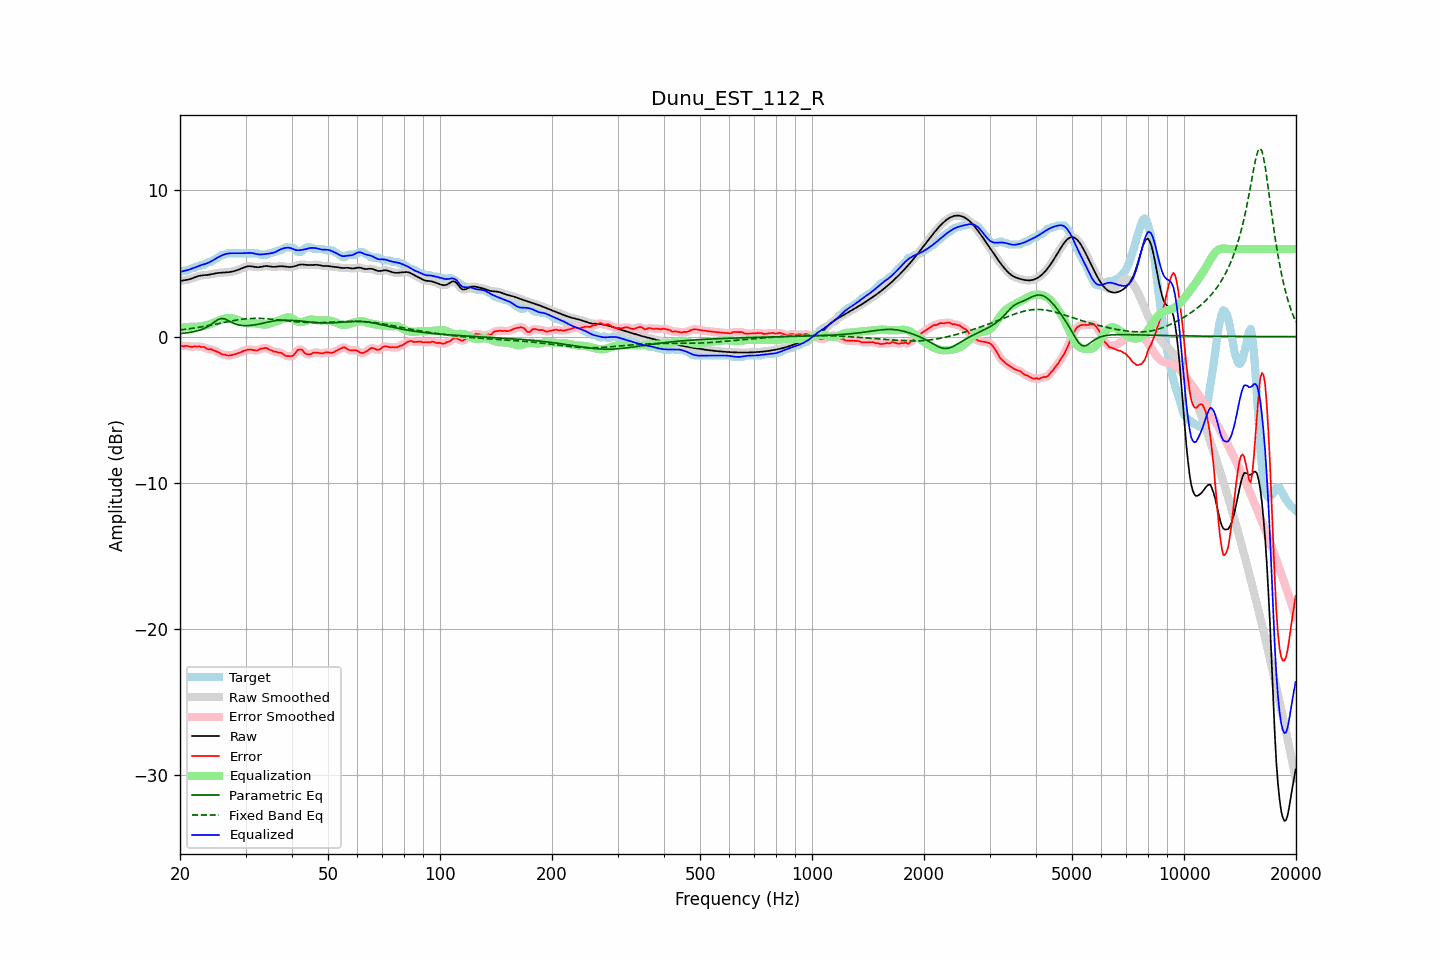 Dunu_EST_112_R
Amplitude (dBr)
10
0
−10
−20
−30
Target
Raw Smoothed
Error Smoothed
Raw
Error
Equalization
Parametric Eq
Fixed Band Eq
Equalized
20 50 100 200 500 1000 2000 5000 10000 20000
Frequency (Hz)